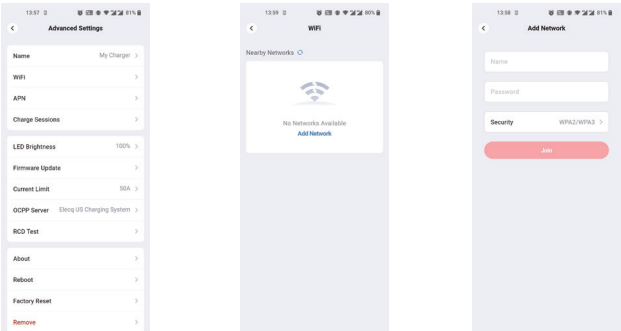 13:57 81%
Advanced Settings
Name My Charger
WiFi
APN
Charge Sessions
LED Brightness 100%
Firmware Update
Current Limit 50A
OCPP Server Elecq US Charging System
RCD Test
About
Reboot
Factory Reset
Remove
13:59 80%
WiFi
Nearby Networks
No Networks Available
Add Network
13:58 81%
Add Network
Name
Password
Security WPA2/WPA3
Join